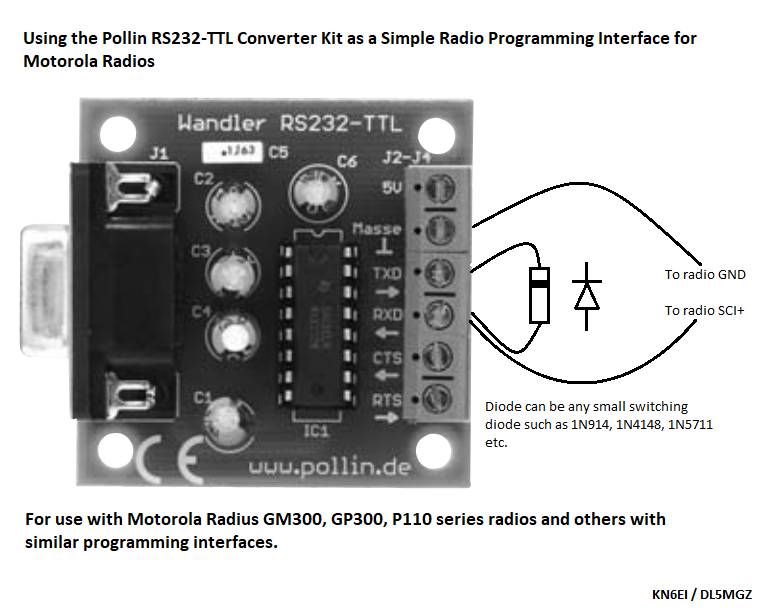 Using the Pollin RS232-TTL Converter Kit as a Simple Radio Programming Interface for
Motorola Radios
Wandler RS232-TTL
J1
C5
J2-J4
C6
C2
5V
Masse
C3
TXD
To radio GND
C4
RXD
To radio SCI+
CTS
C1
RTS
IC1
Diode can be any small switching
diode such as 1N914, 1N4148, 1N5711
etc.
CE
www.pollin.de
For use with Motorola Radius GM300, GP300, P110 series radios and others with
similar programming interfaces.
KN6EI / DL5MGZ